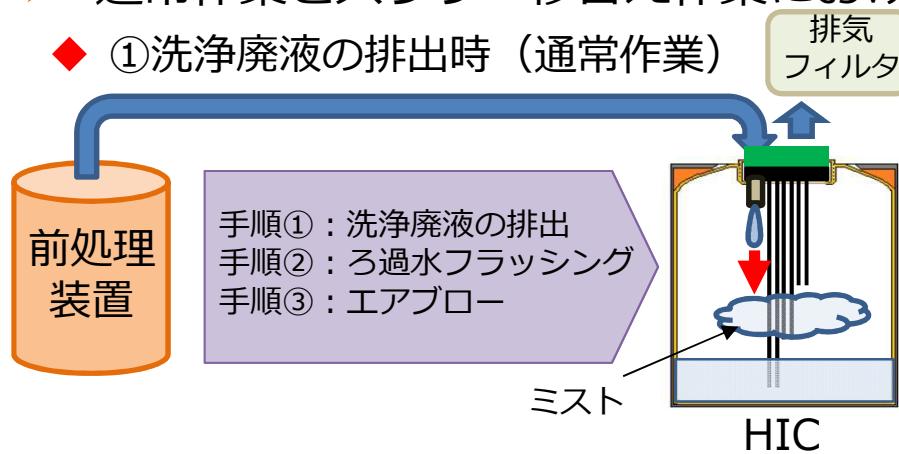 ①洗浄廃液の排出時（通常作業）
排気
フィルタ
前処理
装置
手順①：洗浄廃液の排出
手順②：ろ過水フラッシング
手順③：エアブロー
ミスト
HIC